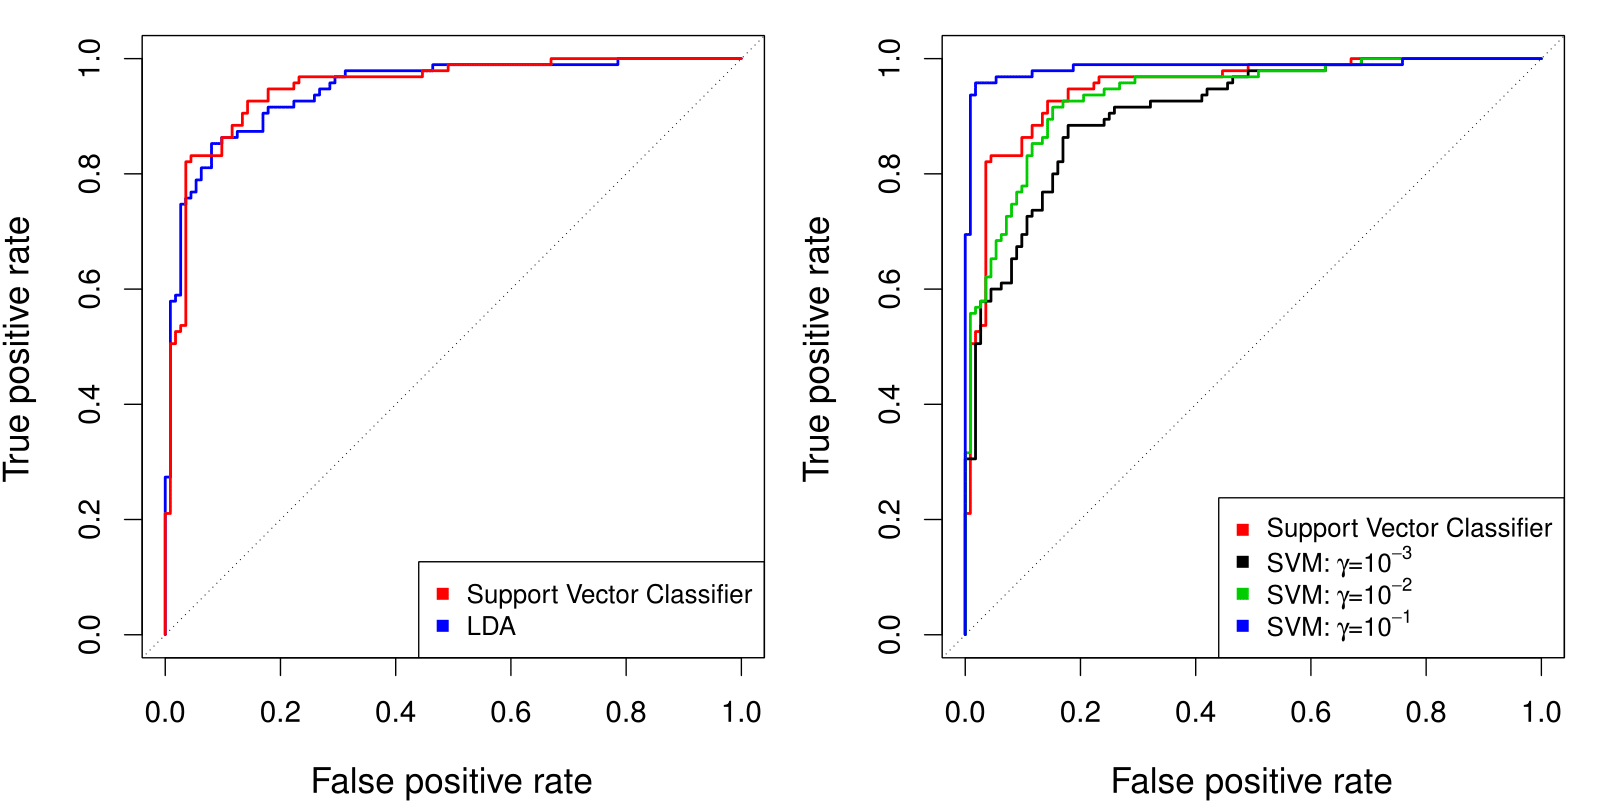 True positive rate
1.0
0.8
0.6
0.4
0.2
0.0
Support Vector Classifier
LDA
0.0 0.2 0.4 0.6 0.8 1.0
False positive rate
True positive rate
1.0
0.8
0.6
0.4
0.2
0.0
Support Vector Classifier
SVM: γ=10⁻³
SVM: γ=10⁻²
SVM: γ=10⁻¹
0.0 0.2 0.4 0.6 0.8 1.0
False positive rate